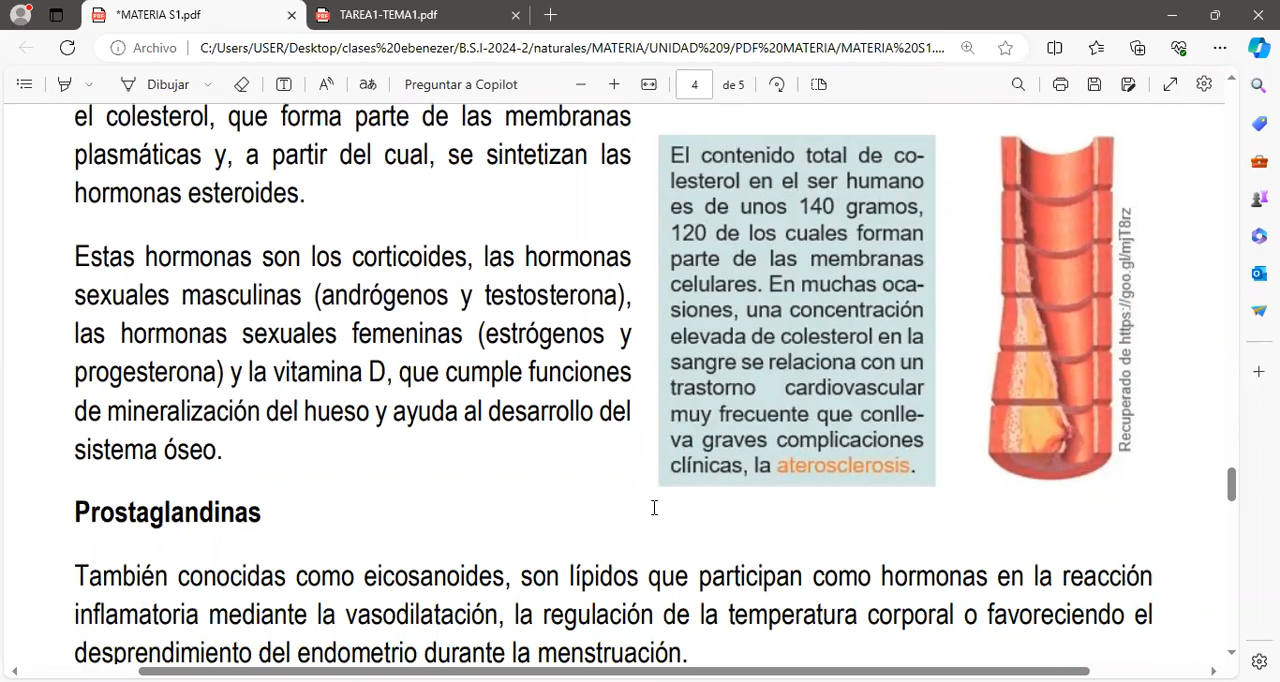 *MATERIA S1.pdf
TAREA1-TEMA1.pdf
Archivo
C:/Users/USER/Desktop/clases%20ebenezer/B.S.I-2024-2/naturales/MATERIA/UNIDAD%209/PDF%20MATERIA/MATERIA%20S1....
Dibujar
Preguntar a Copilot
4
de 5
el colesterol, que forma parte de las membranas
plasmáticas y, a partir del cual, se sintetizan las
hormonas esteroides.
Estas hormonas son los corticoides, las hormonas
sexuales masculinas (andrógenos y testosterona),
las hormonas sexuales femeninas (estrógenos y
progesterona) y la vitamina D, que cumple funciones
de mineralización del hueso y ayuda al desarrollo del
sistema óseo.
El contenido total de co-
lesterol en el ser humano
es de unos 140 gramos,
120 de los cuales forman
parte de las membranas
celulares. En muchas oca-
siones, una concentración
elevada de colesterol en la
sangre se relaciona con un
trastorno cardiovascular
muy frecuente que conlle-
va graves complicaciones
clínicas, la aterosclerosis.
Recuperado de https://goo.gl/mjT8rz
Prostaglandinas
También conocidas como eicosanoides, son lípidos que participan como hormonas en la reacción
inflamatoria mediante la vasodilatación, la regulación de la temperatura corporal o favoreciendo el
desprendimiento del endometrio durante la menstruación.